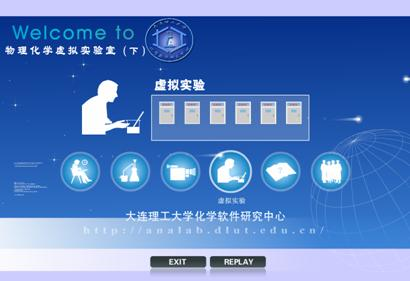 Welcome to
物理化学虚拟实验室（下）
虚拟实验
虚拟实验
大连理工大学化学软件研究中心
http://analab.dlut.edu.cn/
EXIT
REPLAY